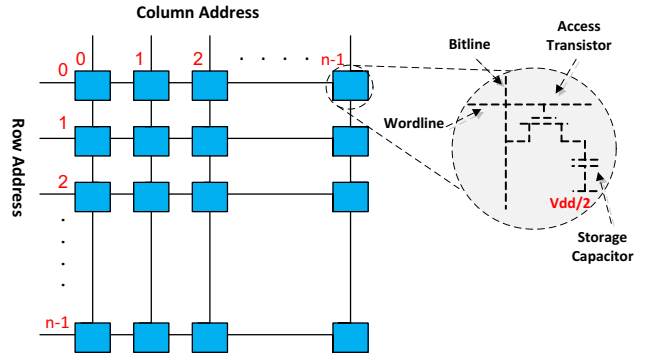 Column Address
0 1 2 · · · · n-1
0
1
2
·
·
·
·
n-1
Row Address
Bitline
Access
Transistor
Wordline
Vdd/2
Storage
Capacitor